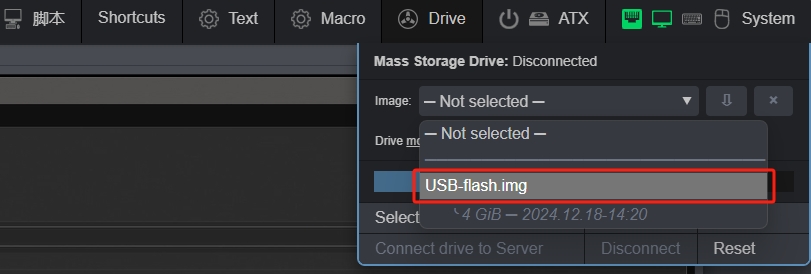 脚本 Shortcuts Text Macro Drive ATX System
Mass Storage Drive: Disconnected
Image: — Not selected — ▼ ⇩ ×
— Not selected —
Drive mo
USB-flash.img
Select
└ 4 GiB — 2024.12.18-14:20
Connect drive to Server Disconnect Reset